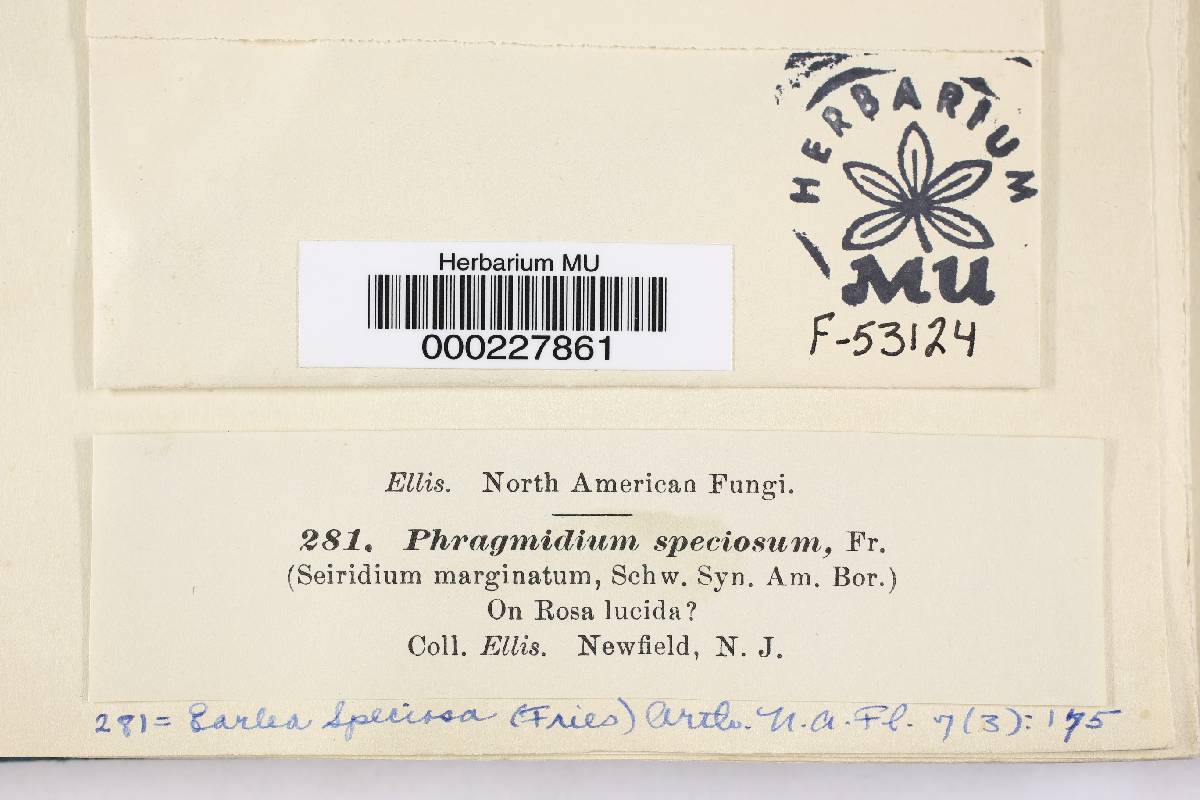 HERBARIUM
MU
F-53124
Herbarium MU
000227861
Ellis. North American Fungi.
281. Phragmidium speciosum, Fr.
(Seiridium marginatum, Schw. Syn. Am. Bor.)
On Rosa lucida?
Coll. Ellis. Newfield, N. J.
281 = Earlea Speciosa (Fries) Arth. N. A. Fl. 7(3): 175